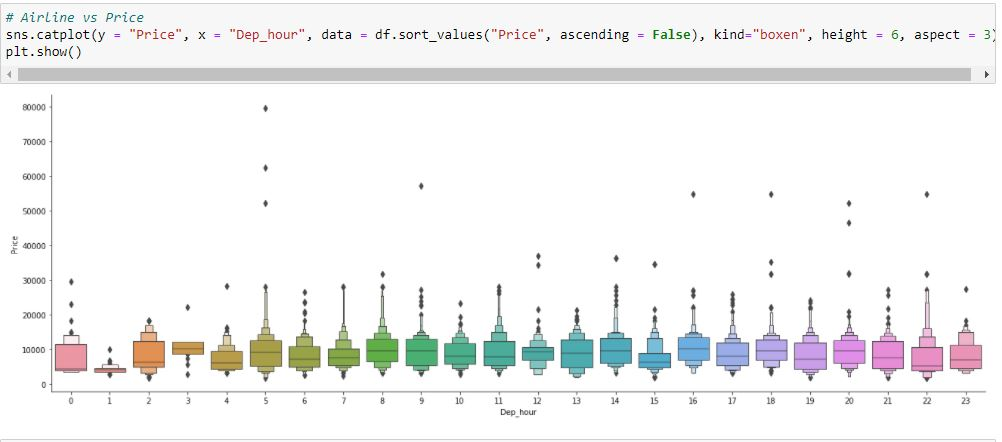 # Airline vs Price
sns.catplot(y = "Price", x = "Dep_hour", data = df.sort_values("Price", ascending = False), kind="boxen", height = 6, aspect = 3)
plt.show()
80000
70000
60000
50000
40000
30000
20000
10000
0
Price
0 1 2 3 4 5 6 7 8 9 10 11 12 13 14 15 16 17 18 19 20 21 22 23
Dep_hour